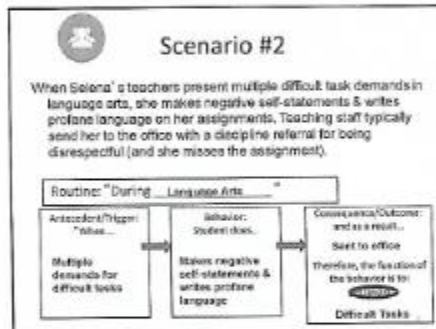 Scenario #2
When Selena's teachers present multiple difficult task demands in
language arts, she makes negative self-statements & writes
profane language on her assignments. Teaching staff typically
send her to the office with a discipline referral for being
disrespectful (and she misses the assignment).
Routine: "During Language Arts "
Antecedent/Trigger:
"When...
Multiple
demands for
difficult tasks
Behavior:
Student does..
Makes negative
self-statements &
writes profane
language
Consequence/Outcome:
and as a result...
Sent to office
Therefore, the function of
the behavior is to:
Difficult Tasks